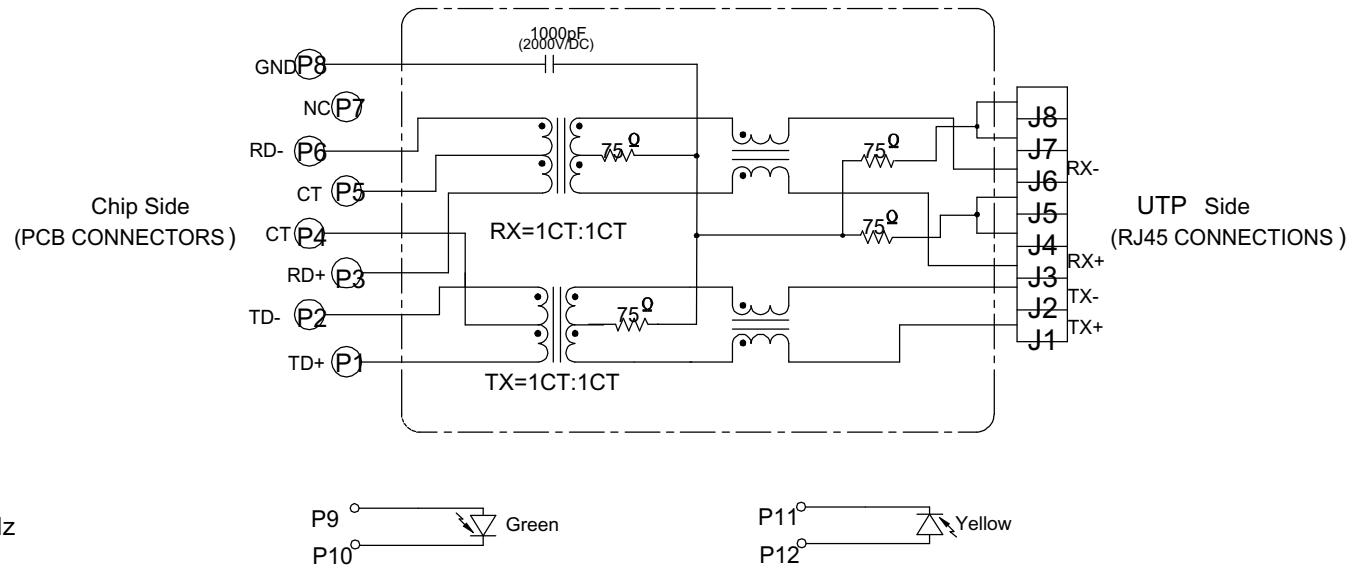 1000pF
(2000V/DC)
GND P8
NC P7
RD- P6
CT P5
CT P4
RD+ P3
TD- P2
TD+ P1
Chip Side
(PCB CONNECTORS)
75Ω
75Ω
75Ω
75Ω
RX=1CT:1CT
TX=1CT:1CT
J8
J7
J6 RX-
J5
J4
J3 RX+
J2 TX-
J1 TX+
UTP Side
(RJ45 CONNECTIONS)
P9
P10
Green
P11
P12
Yellow